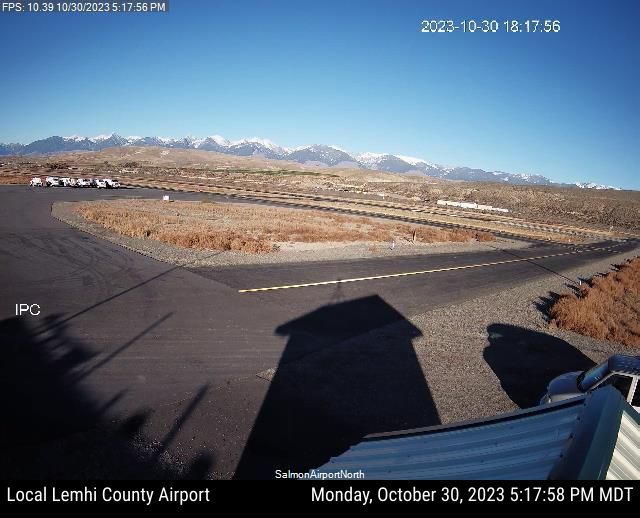 FPS: 10.39 10/30/2023 5:17:56 PM
2023-10-30 18:17:56
IPC
SalmonAirportNorth
Local Lemhi County Airport
Monday, October 30, 2023 5:17:58 PM MDT